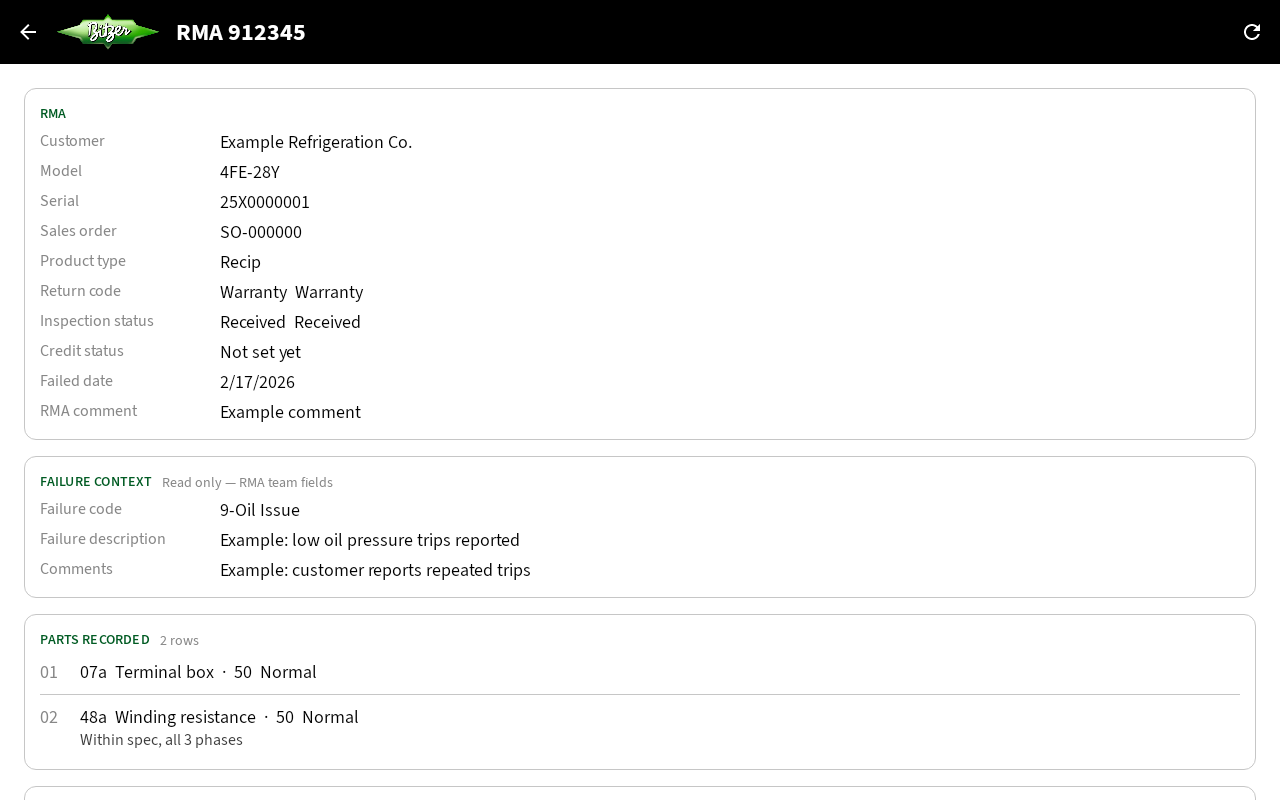 Bitzer
RMA 912345
RMA
Customer Example Refrigeration Co.
Model 4FE-28Y
Serial 25X0000001
Sales order SO-000000
Product type Recip
Return code Warranty Warranty
Inspection status Received Received
Credit status Not set yet
Failed date 2/17/2026
RMA comment Example comment
FAILURE CONTEXT Read only — RMA team fields
Failure code 9-Oil Issue
Failure description Example: low oil pressure trips reported
Comments Example: customer reports repeated trips
PARTS RECORDED 2 rows
01 07a Terminal box · 50 Normal
02 48a Winding resistance · 50 Normal
Within spec, all 3 phases